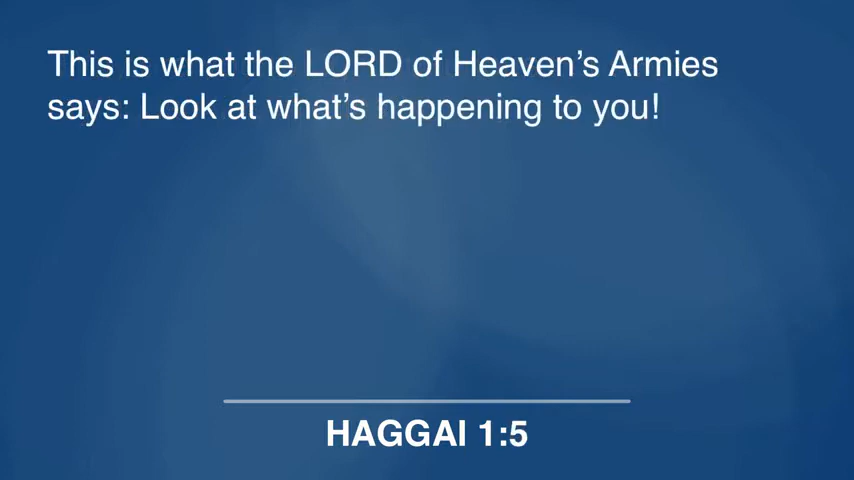 This is what the LORD of Heaven’s Armies
says: Look at what’s happening to you!
HAGGAI 1:5